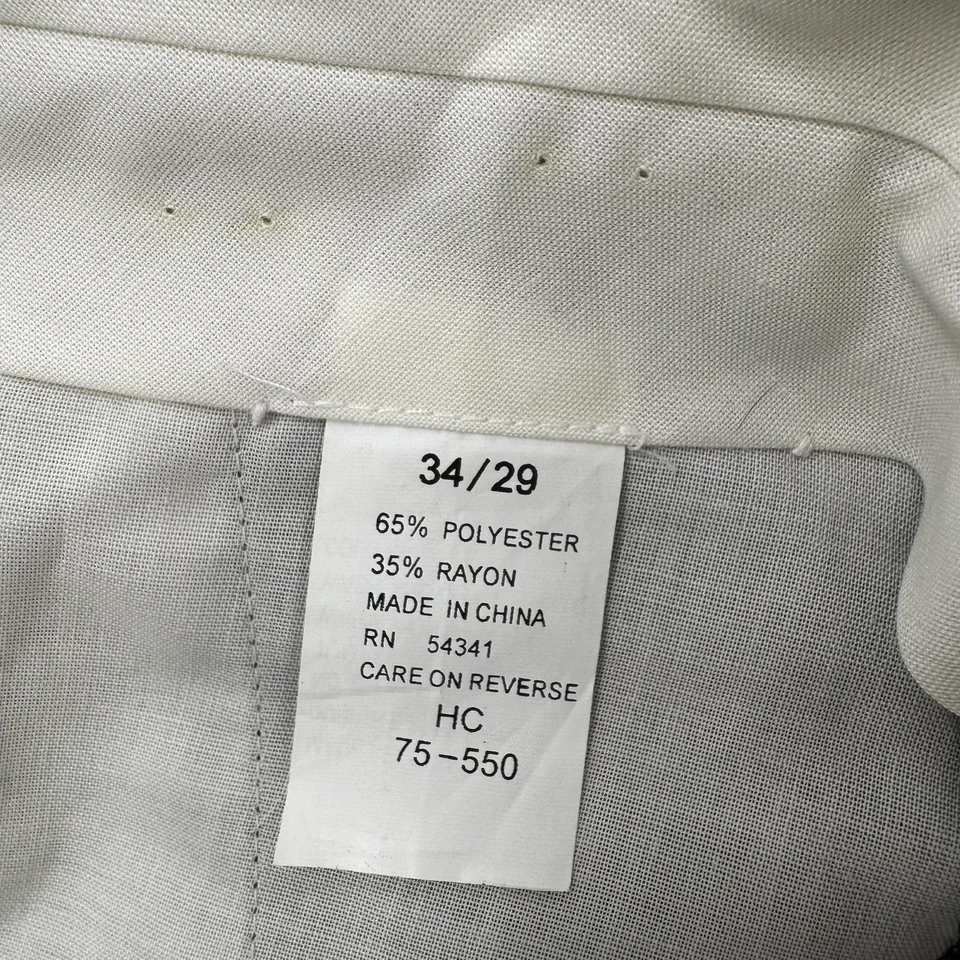 34/29
65% POLYESTER
35% RAYON
MADE IN CHINA
RN 54341
CARE ON REVERSE
HC
75-550